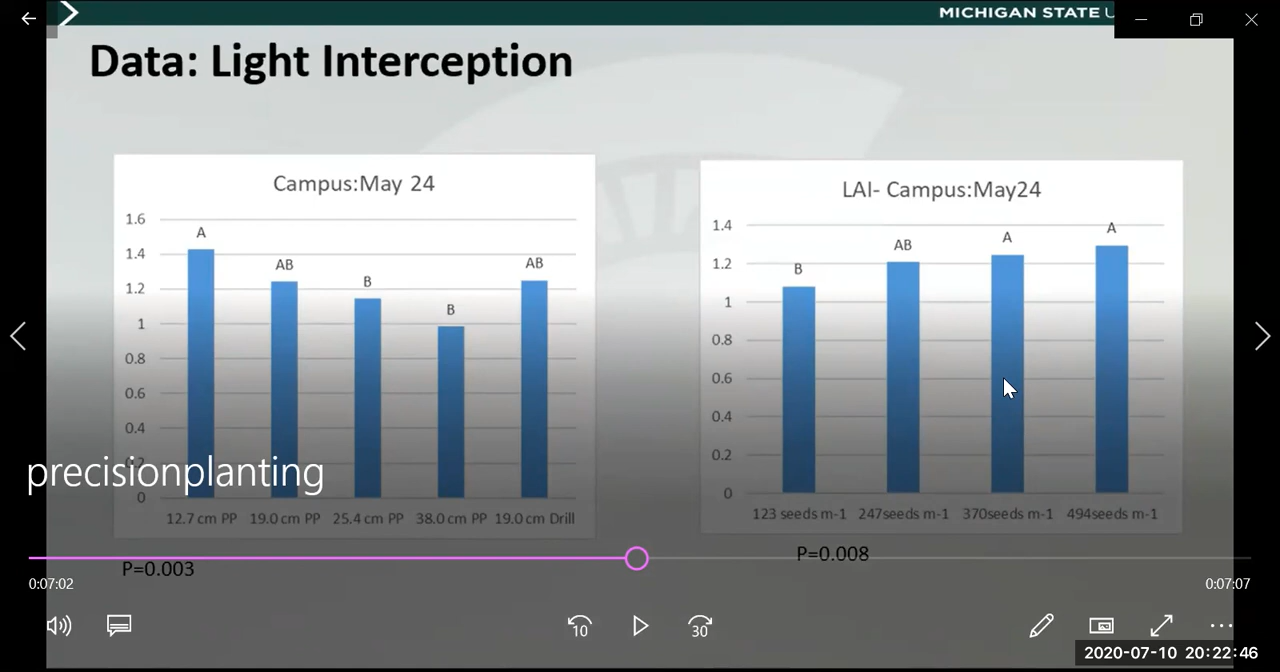 MICHIGAN STATE U
Data: Light Interception
Campus:May 24
1.6
1.4
1.2
1
0.8
0.6
0.4
0.2
0
A
AB
B
B
AB
12.7 cm PP 19.0 cm PP 25.4 cm PP 38.0 cm PP 19.0 cm Drill
P=0.003
LAI- Campus:May24
1.4
1.2
1
0.8
0.6
0.4
0.2
0
B
AB
A
A
123 seeds m-1 247seeds m-1 370seeds m-1 494seeds m-1
P=0.008
precisionplanting
0:07:02
0:07:07
10
30
2020-07-10 20:22:46